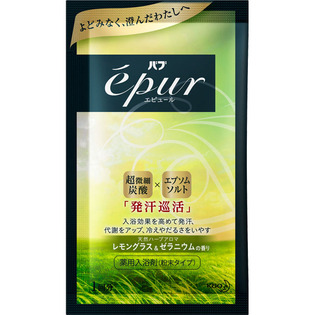 よどみなく、澄んだわたしへ
バブ
épur
エピュール
超微細
炭酸
×
エプソム
ソルト
「発汗巡活」
入浴効果を高めて発汗、
代謝をアップ、冷えやだるさをいやす
天然ハーブアロマ
レモングラス&ゼラニウムの香り
薬用入浴剤(粉末タイプ)